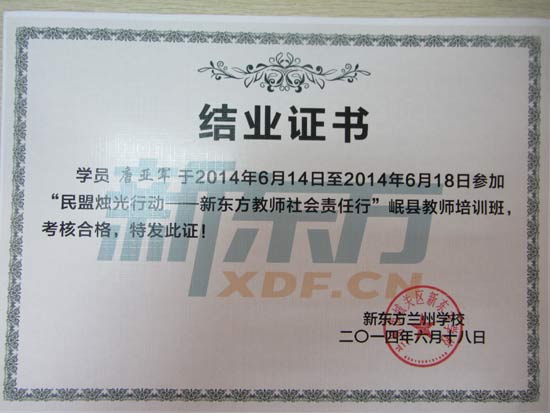 结业证书
学员 唐亚军 于2014年6月14日至2014年6月18日参加
“民盟烛光行动——新东方教师社会责任行”岷县教师培训班，
考核合格，特发此证！
新东方
XDF.CN
新东方兰州学校
二〇一四年六月十八日